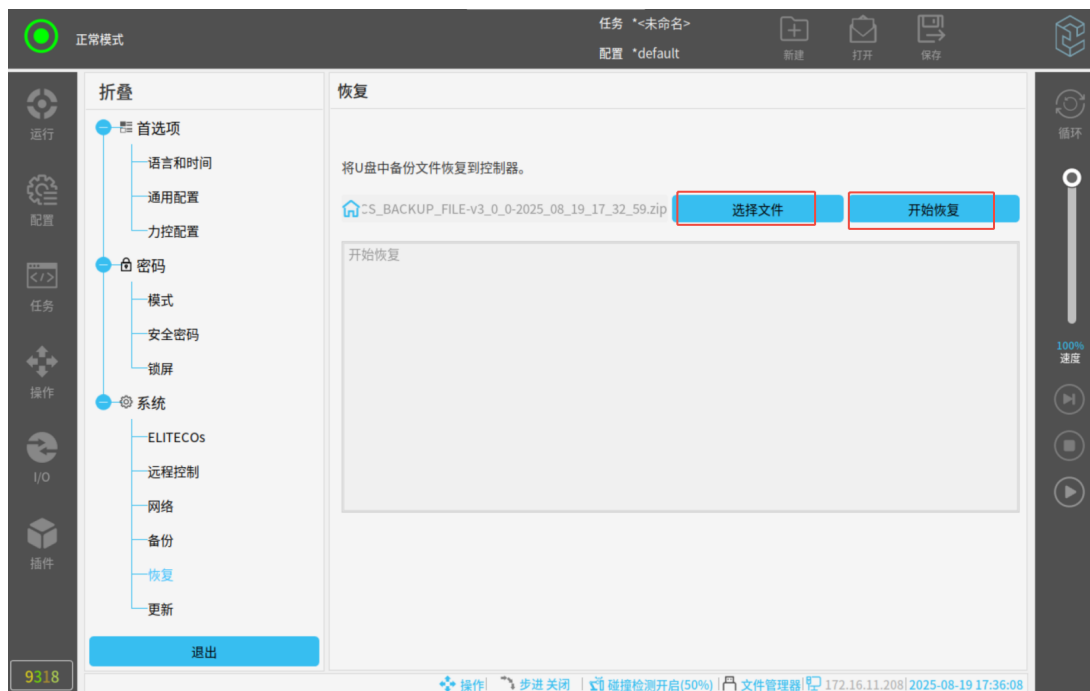 正常模式
任务 *<未命名>
配置 *default
新建
打开
保存
运行
配置
任务
操作
I/O
插件
9318
折叠
首选项
语言和时间
通用配置
力控配置
密码
模式
安全密码
锁屏
系统
ELITECOs
远程控制
网络
备份
恢复
更新
退出
恢复
将U盘中备份文件恢复到控制器。
CS_BACKUP_FILE-v3_0_0-2025_08_19_17_32_59.zip
选择文件
开始恢复
开始恢复
循环
100%
速度
操作 步进 关闭 碰撞检测开启(50%) 文件管理器 172.16.11.208 2025-08-19 17:36:08